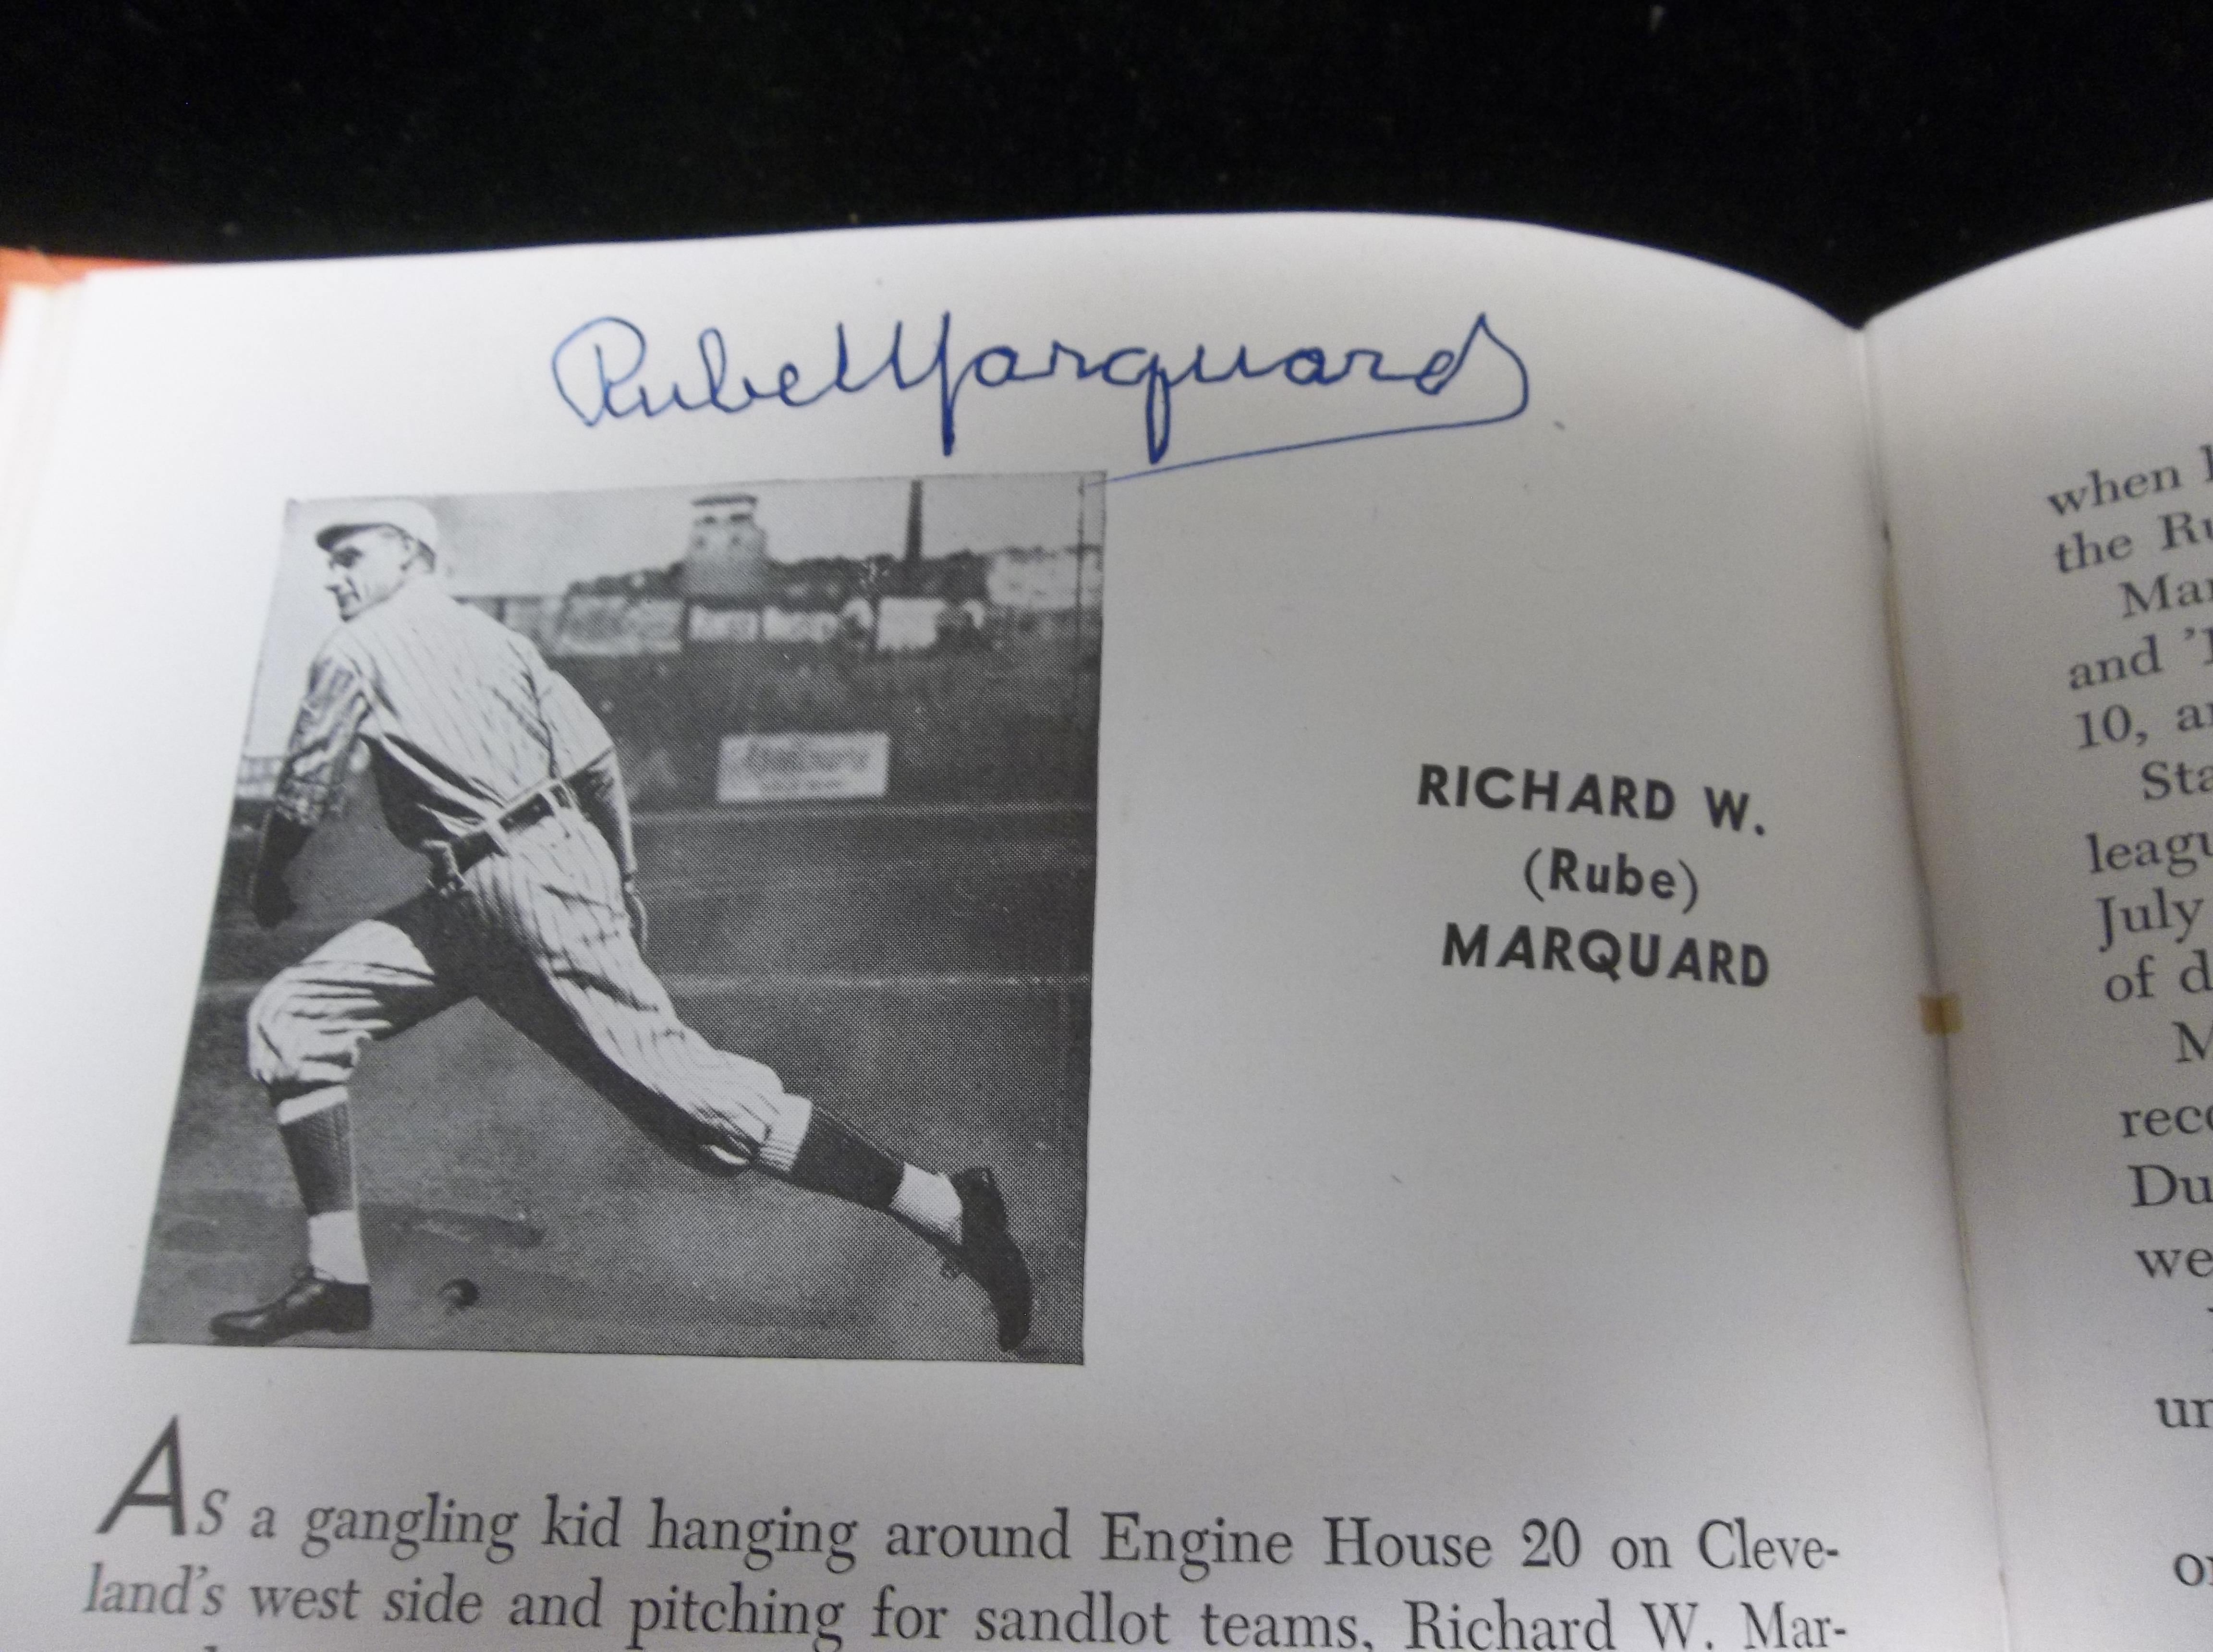 Rube Marquard
RICHARD W.
(Rube)
MARQUARD
As a gangling kid hanging around Engine House 20 on Cleve-
land's west side and pitching for sandlot teams, Richard W. Mar-
when
the
and
10,
July
of
we